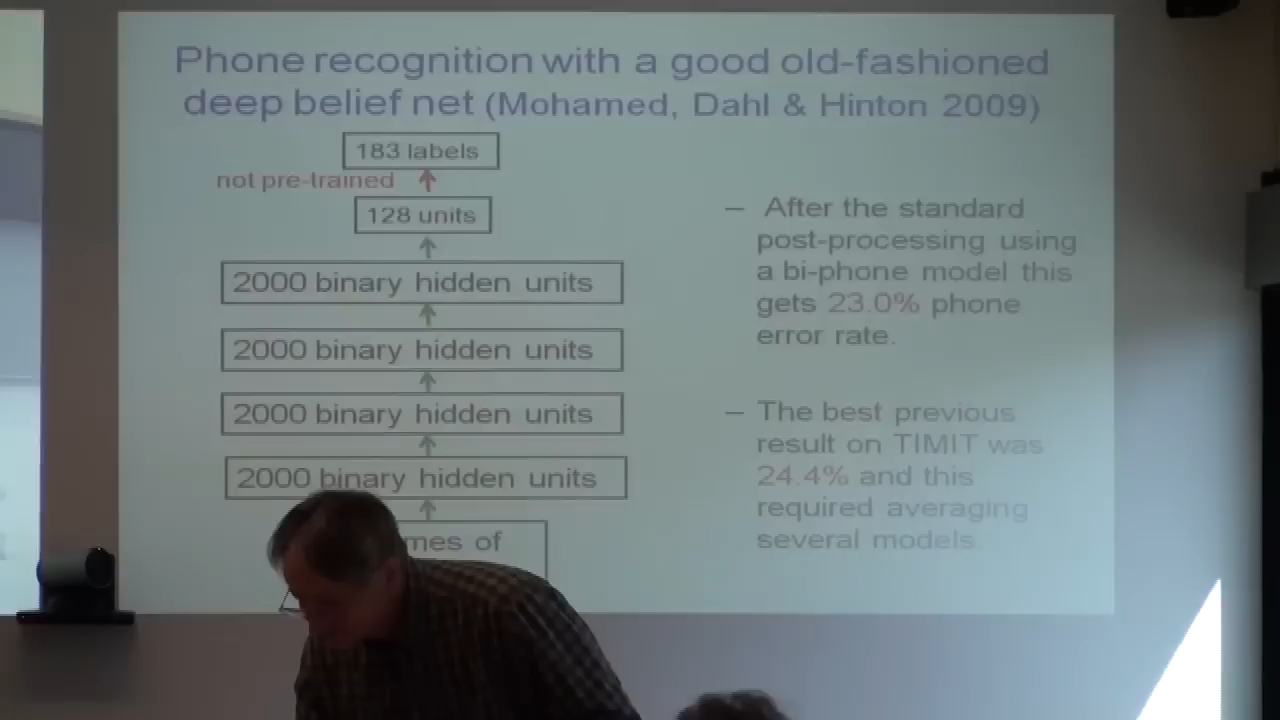 Phone recognition with a good old-fashioned
deep belief net (Mohamed, Dahl & Hinton 2009)
183 labels
not pre-trained
128 units
2000 binary hidden units
2000 binary hidden units
2000 binary hidden units
2000 binary hidden units
of
– After the standard
post-processing using
a bi-phone model this
gets 23.0% phone
error rate.
– The best previous
result on TIMIT was
24.4% and this
required averaging
several models.